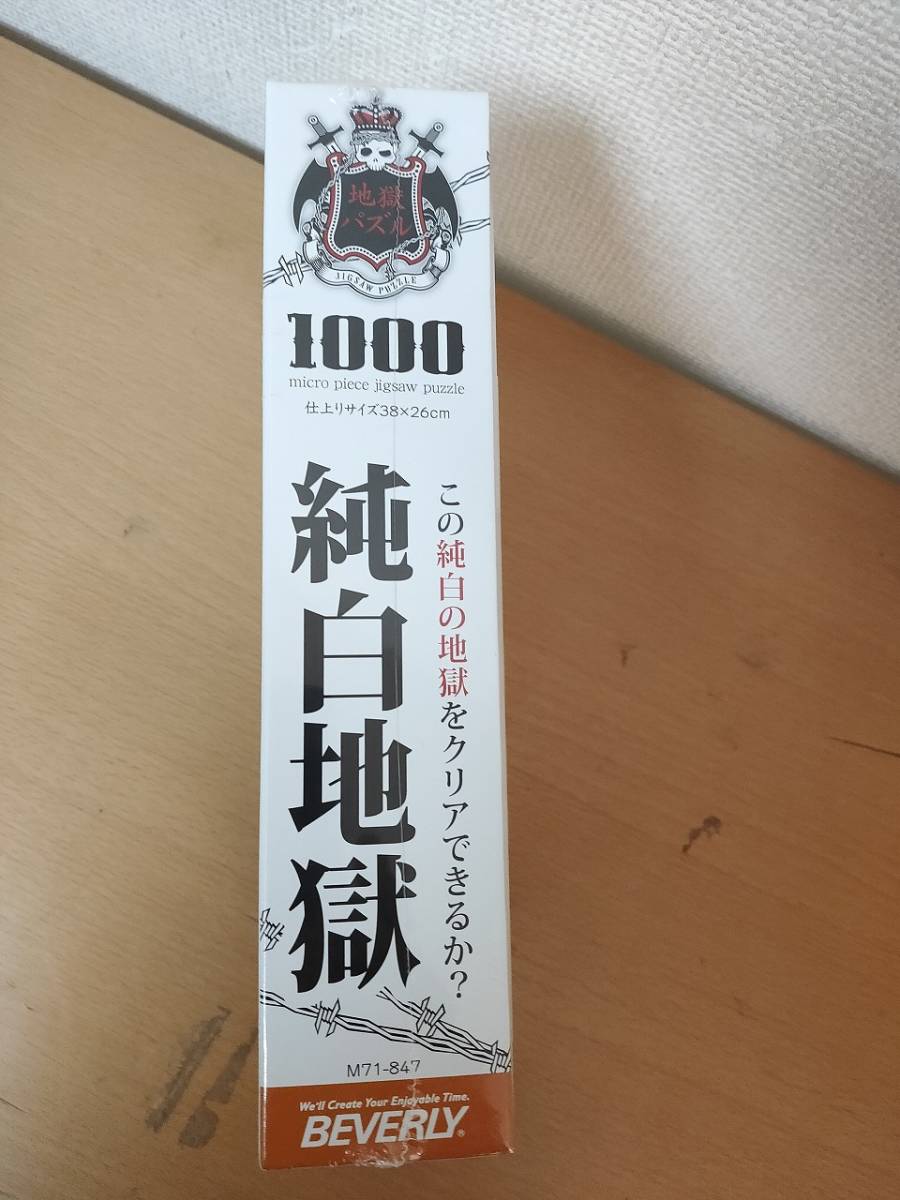 地獄
パズル
JIGSAW PUZZLE
1000
micro piece jigsaw puzzle
仕上りサイズ38×26cm
この純白の地獄をクリアできるか?
純白地獄
M71-847
We'll Create Your Enjoyable Time.
BEVERLY®